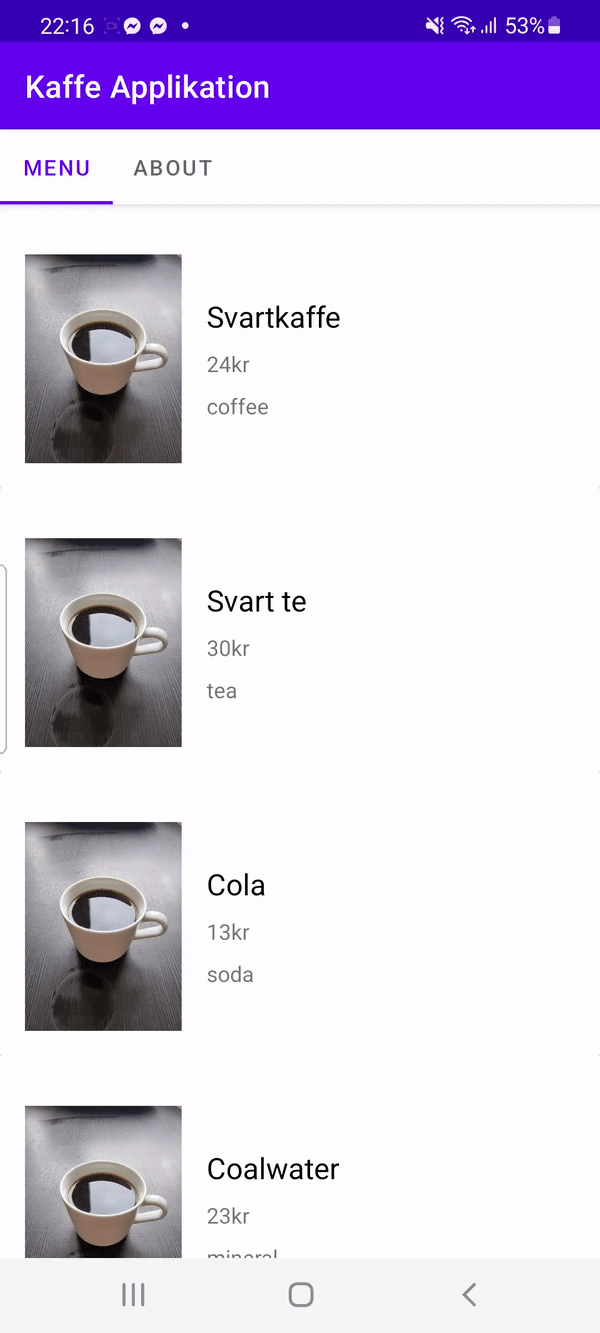 22:16 53%
Kaffe Applikation
MENU ABOUT
Svartkaffe
24kr
coffee
Svart te
30kr
tea
Cola
13kr
soda
Coalwater
23kr
mineral